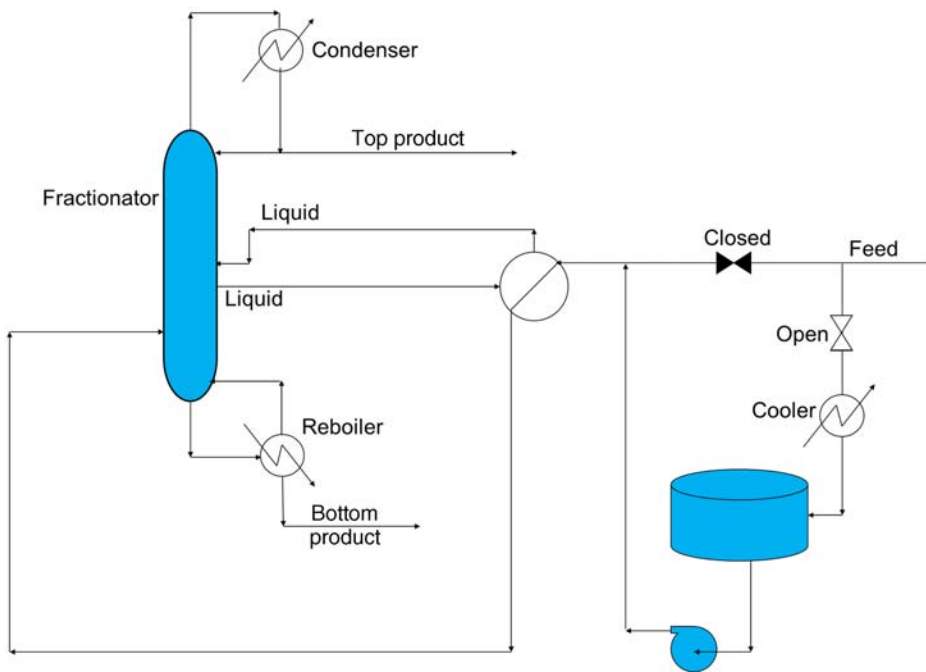 Condenser
Top product
Fractionator
Liquid
Closed
Feed
Liquid
Open
Cooler
Reboiler
Bottom
product